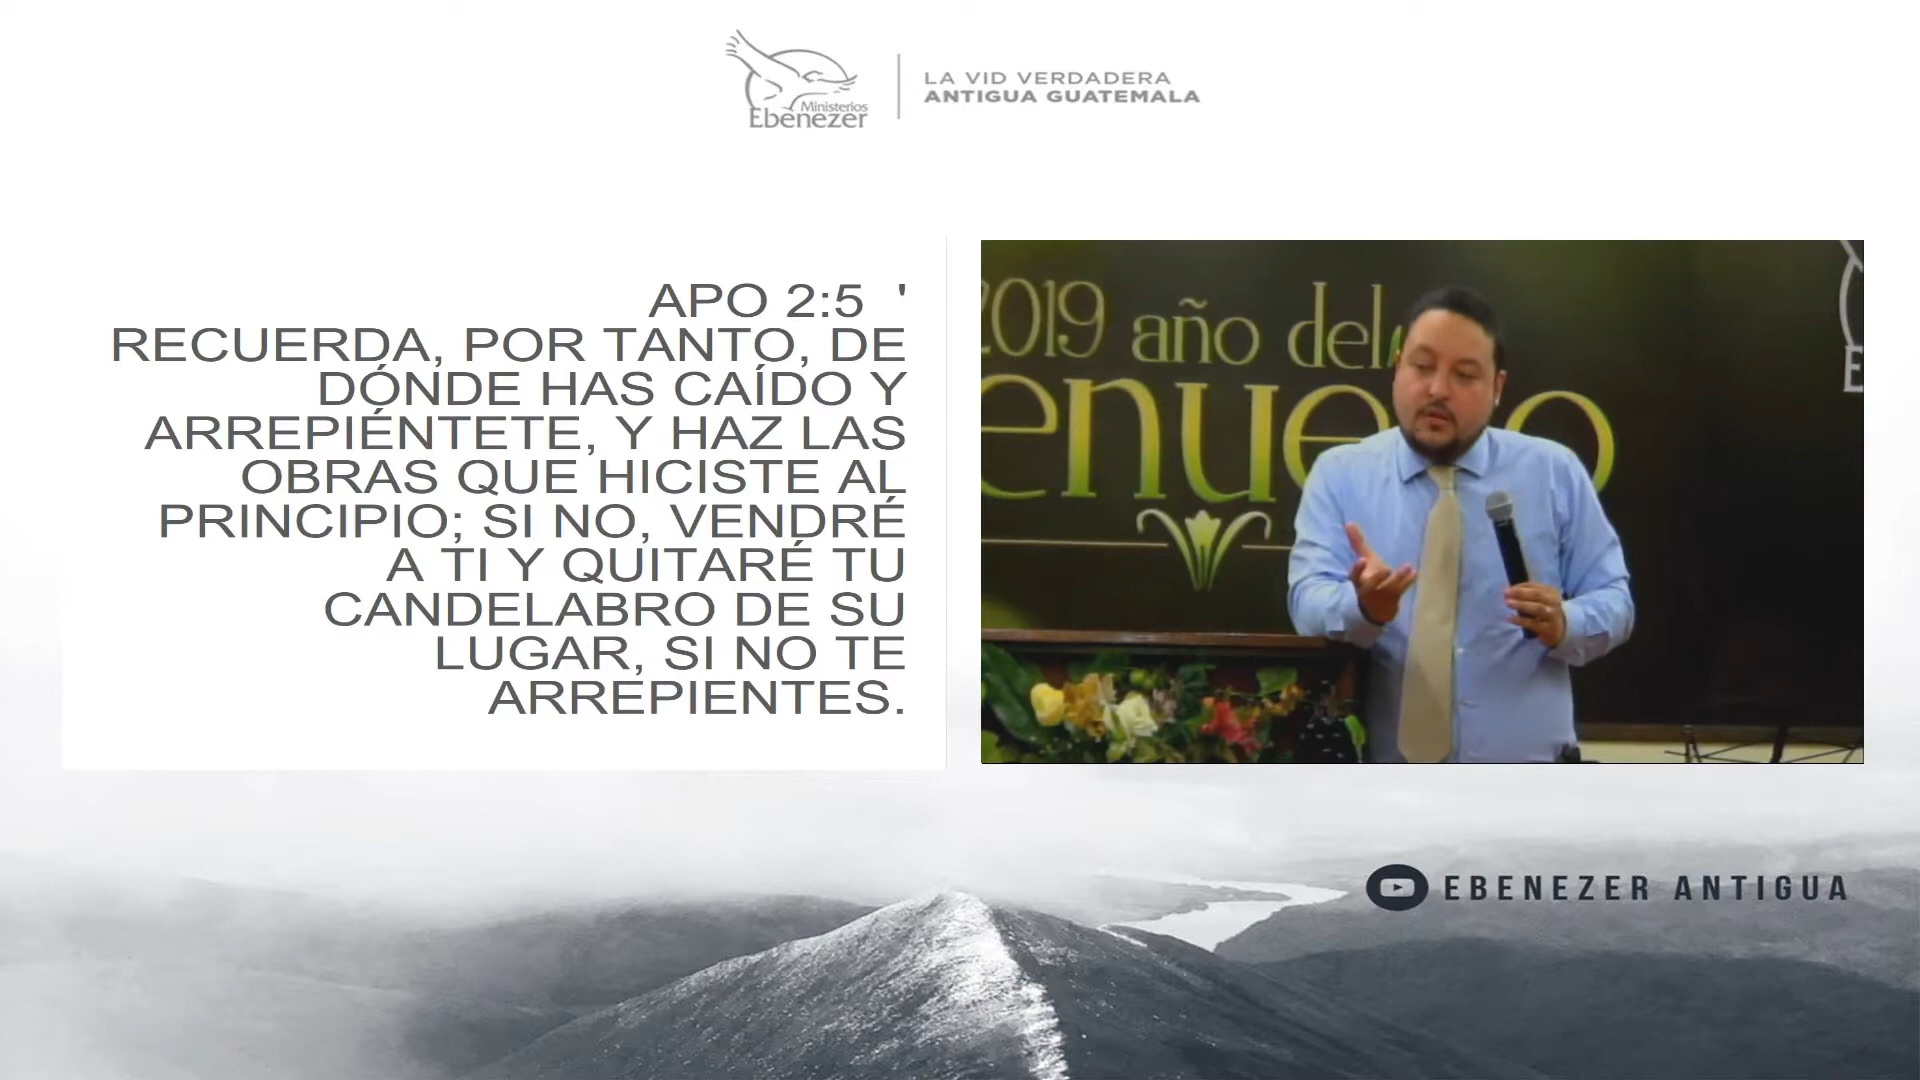 Ministerios
Ebenezer
LA VID VERDADERA
ANTIGUA GUATEMALA
APO 2:5 '
RECUERDA, POR TANTO, DE
DÓNDE HAS CAÍDO Y
ARREPIÉNTETE, Y HAZ LAS
OBRAS QUE HICISTE AL
PRINCIPIO; SI NO, VENDRÉ
A TI Y QUITARÉ TU
CANDELABRO DE SU
LUGAR, SI NO TE
ARREPIENTES.
2019 año del
EBENEZER ANTIGUA